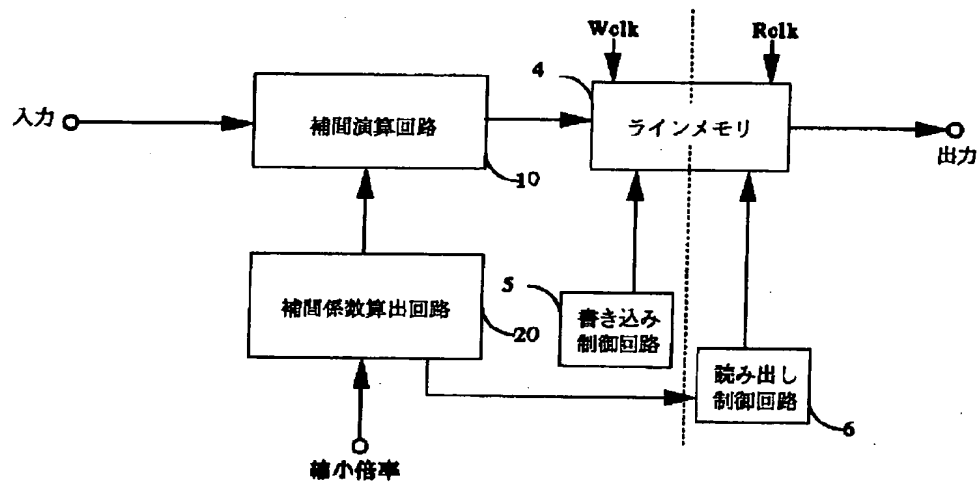 Wclk
Rclk
4
入力
補間演算回路
ラインメモリ
出力
10
補間係数算出回路
20
5
書き込み
制御回路
読み出し
制御回路
6
縮小倍率